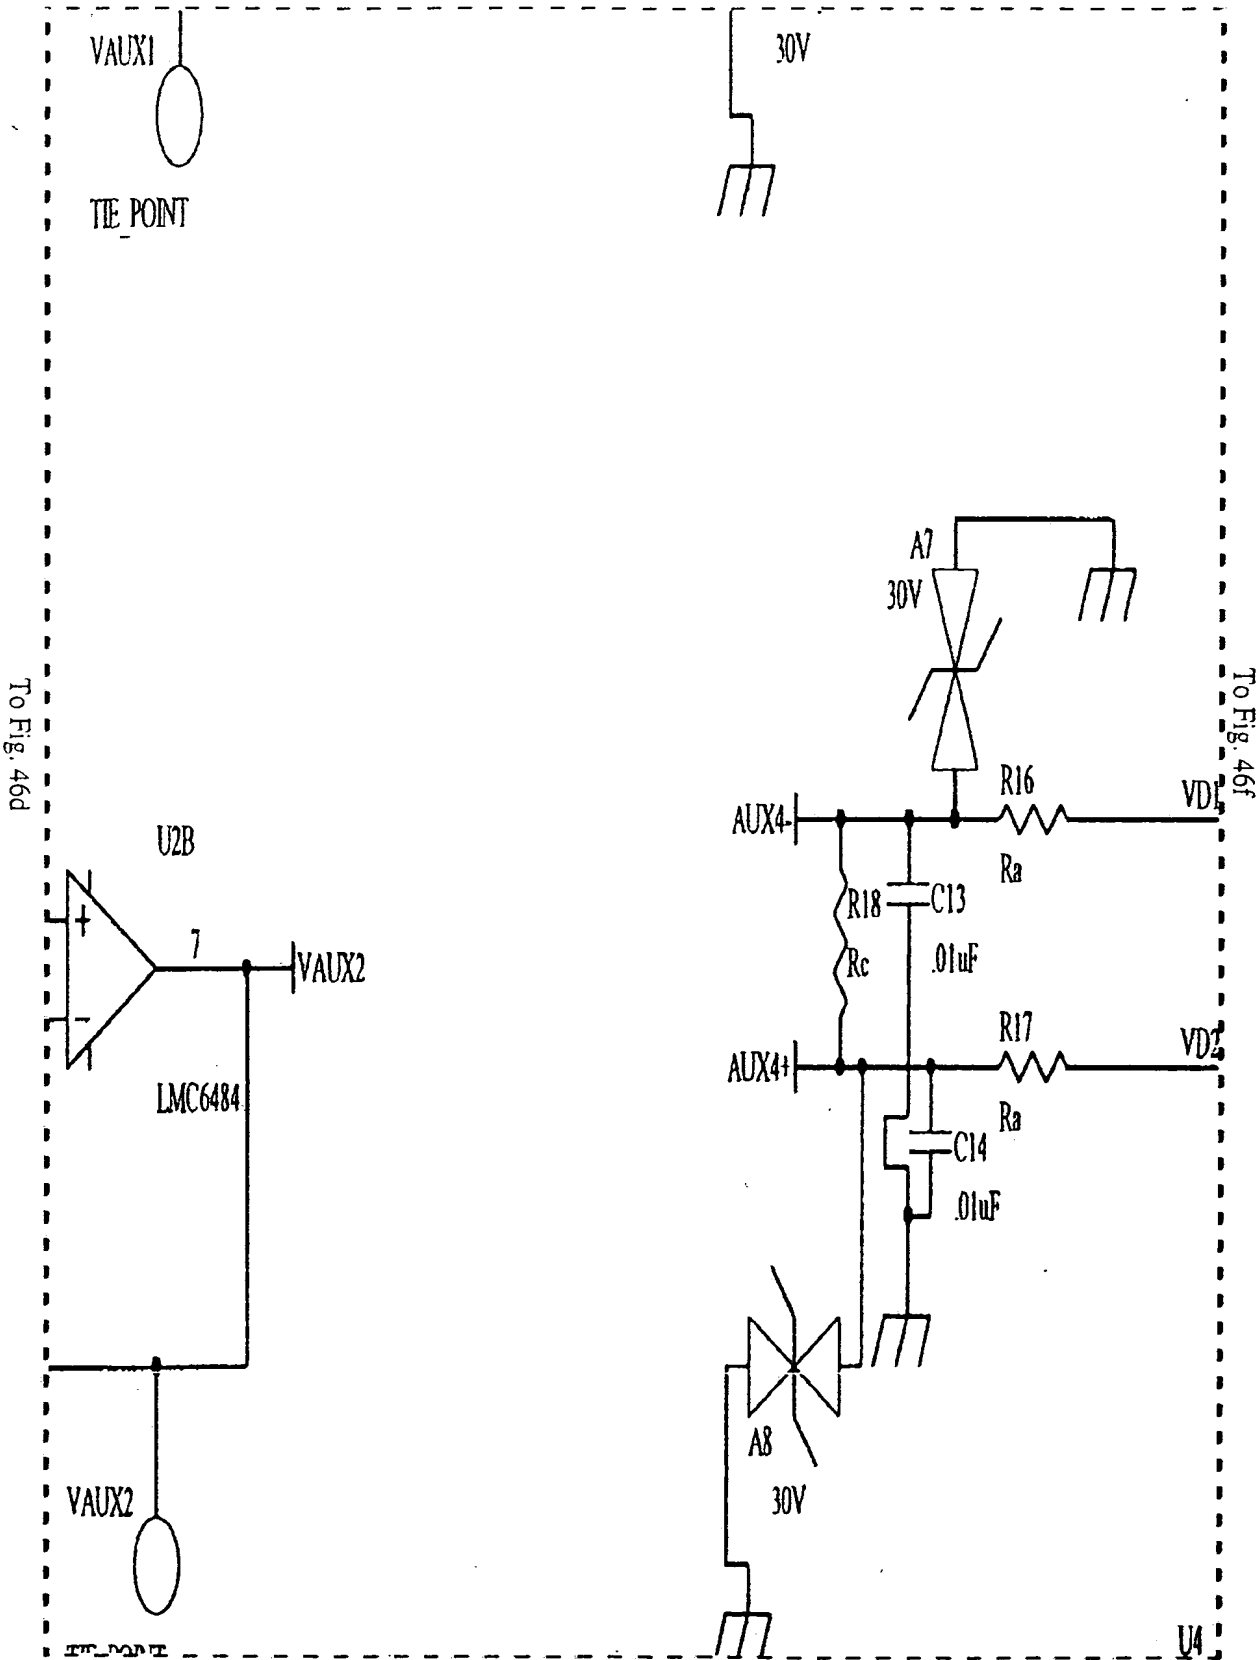 VAUX1
30V
TIE_POINT
A7
30V
To Fig. 46d
To Fig. 46f
R16
VD1
AUX4-
U2B
Ra
R18
C13
+
7
VAUX2
Rc
.01uF
-
R17
VD2
AUX4+
LMC6484
Ra
C14
.01uF
A8
VAUX2
30V
TIE_POINT
U4